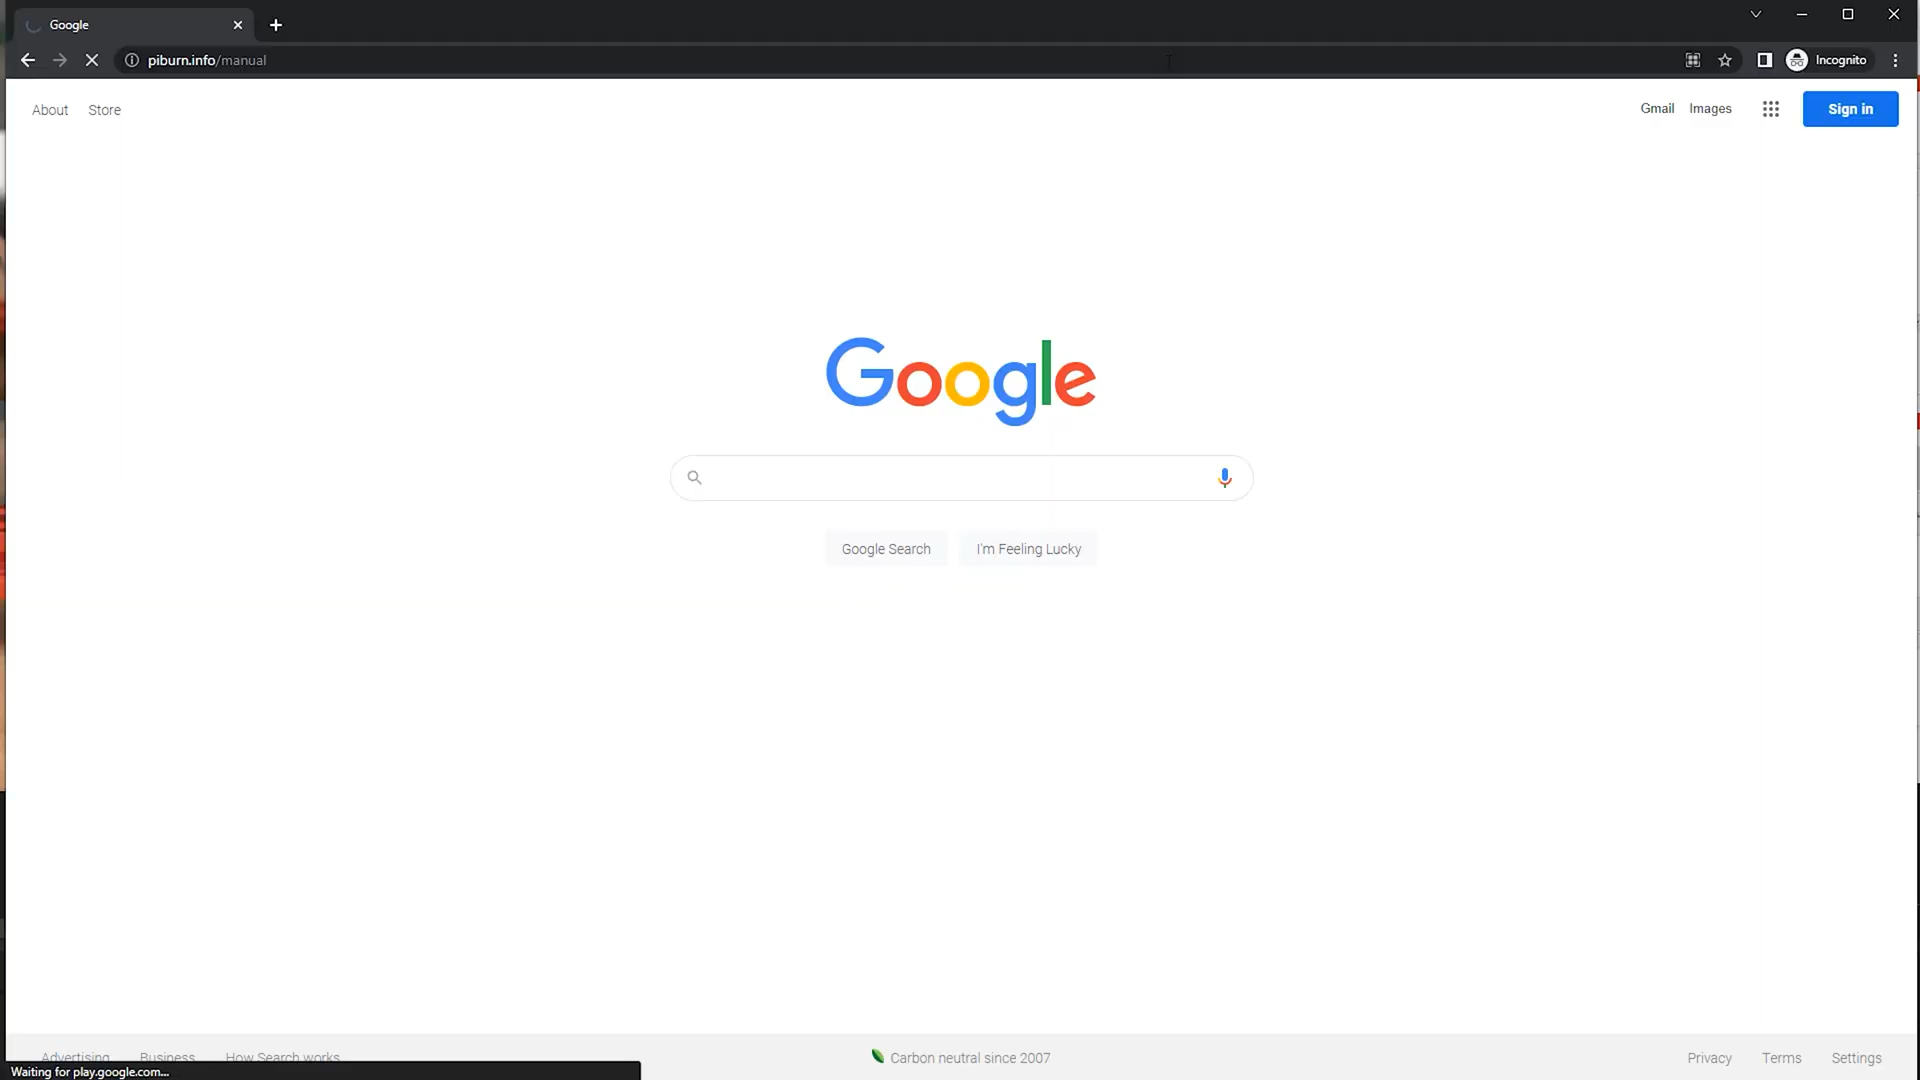 Google
piburn.info/manual
Incognito
About Store
Gmail Images
Sign in
Google
Google Search I'm Feeling Lucky
Advertising Business How Search works
Carbon neutral since 2007
Privacy Terms Settings
Waiting for play.google.com...